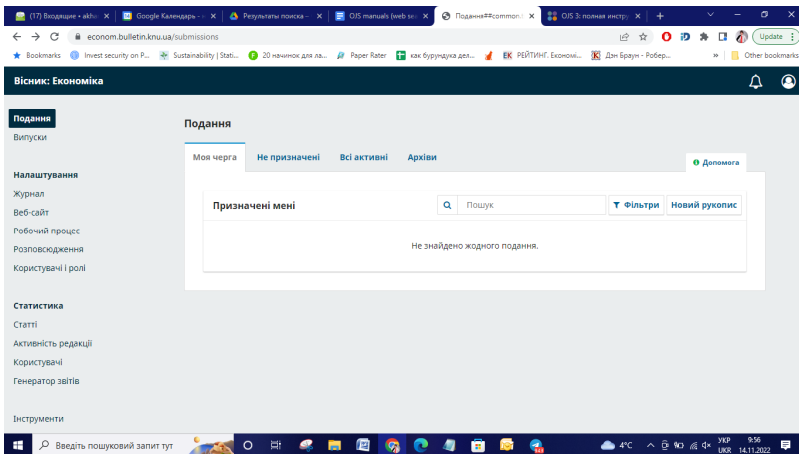 (17) Входящие • akho
Google Календарь - н
Результаты поиска -
OJS manuals (web se
Подання##common.
OJS 3: полная инстру
econom.bulletin.knu.ua/submissions
Update
Bookmarks
Invest security on P...
Sustainability | Stati...
20 начинок для ла...
Paper Rater
как бурундука дел...
РЕЙТИНГ. Економі...
Дэн Браун - Робер...
»
Other bookmarks
Вісник: Економіка
Подання
Випуски
Налаштування
Журнал
Веб-сайт
Робочий процес
Розповсюдження
Користувачі і ролі
Статистика
Статті
Активність редакції
Користувачі
Генератор звітів
Інструменти
Подання
Моя черга
Не призначені
Всі активні
Архіви
Допомога
Призначені мені
Пошук
Фільтри
Новий рукопис
Не знайдено жодного подання.
Введіть пошуковий запит тут
4°C
УКР
UKR
9:56
14.11.2022